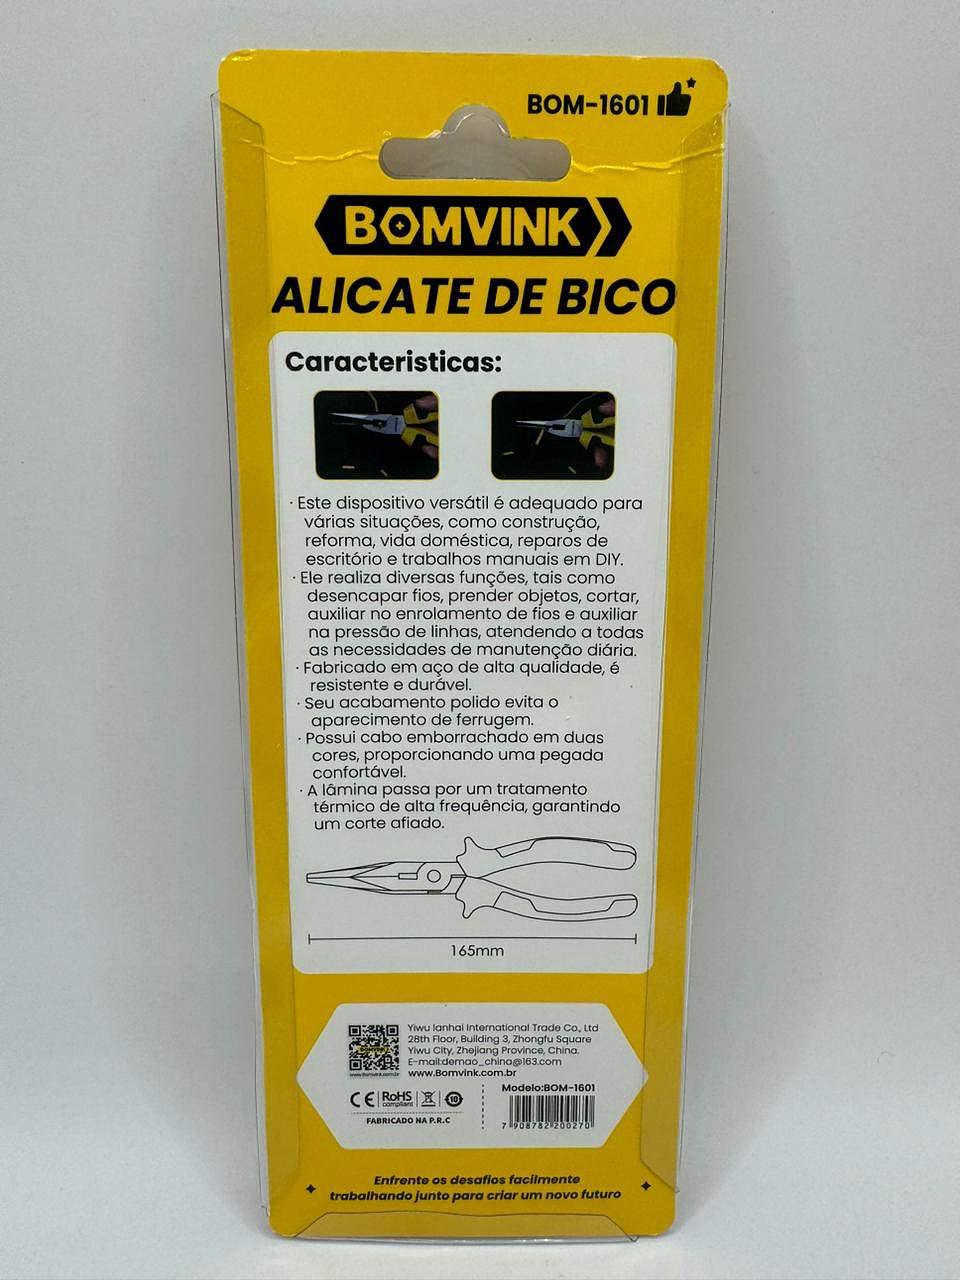 BOM-1601
BOMVINK
ALICATE DE BICO
Caracteristicas:
· Este dispositivo versátil é adequado para
várias situações, como construção,
reforma, vida doméstica, reparos de
escritório e trabalhos manuais em DIY.
· Ele realiza diversas funções, tais como
desencapar fios, prender objetos, cortar,
auxiliar no enrolamento de fios e auxiliar
na pressão de linhas, atendendo a todas
as necessidades de manutenção diária.
· Fabricado em aço de alta qualidade, é
resistente e durável.
· Seu acabamento polido evita o
aparecimento de ferrugem.
· Possui cabo emborrachado em duas
cores, proporcionando uma pegada
confortável.
· A lâmina passa por um tratamento
térmico de alta frequência, garantindo
um corte afiado.
165mm
Yiwu Ianhai International Trade Co., Ltd
28th Floor, Building 3, Zhongfu Square
Yiwu City, Zhejiang Province, China.
E-mail:demao_china@163.com
www.Bomvink.com.br
BOMVINK
www.Bomvink.com.br
CE RoHS compliant 10
FABRICADO NA P.R.C
Modelo:BOM-1601
7 908782 200270
Enfrente os desafios facilmente
trabalhando junto para criar um novo futuro